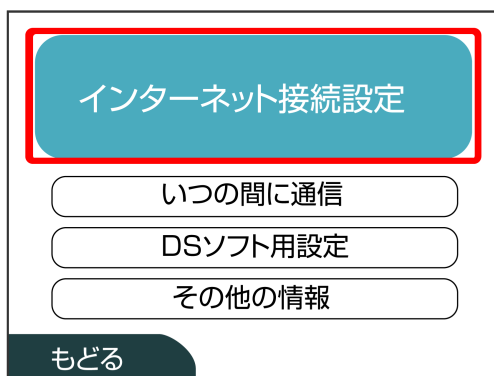 インターネット接続設定
いつの間に通信
DSソフト用設定
その他の情報
もどる